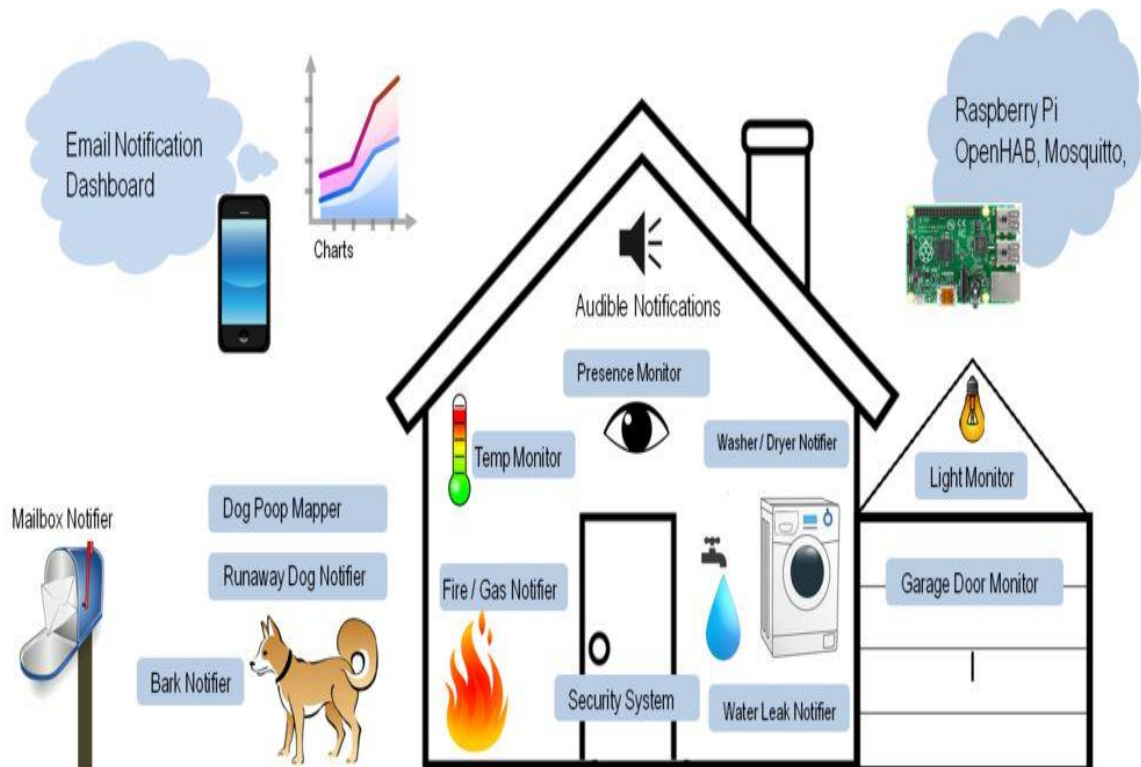 Email Notification
Dashboard
Charts
Raspberry Pi
OpenHAB, Mosquitto,
Audible Notifications
Presence Monitor
Temp Monitor
Washer / Dryer Notifier
Light Monitor
Mailbox Notifier
Dog Poop Mapper
Runaway Dog Notifier
Fire / Gas Notifier
Garage Door Monitor
Bark Notifier
Security System
Water Leak Notifier